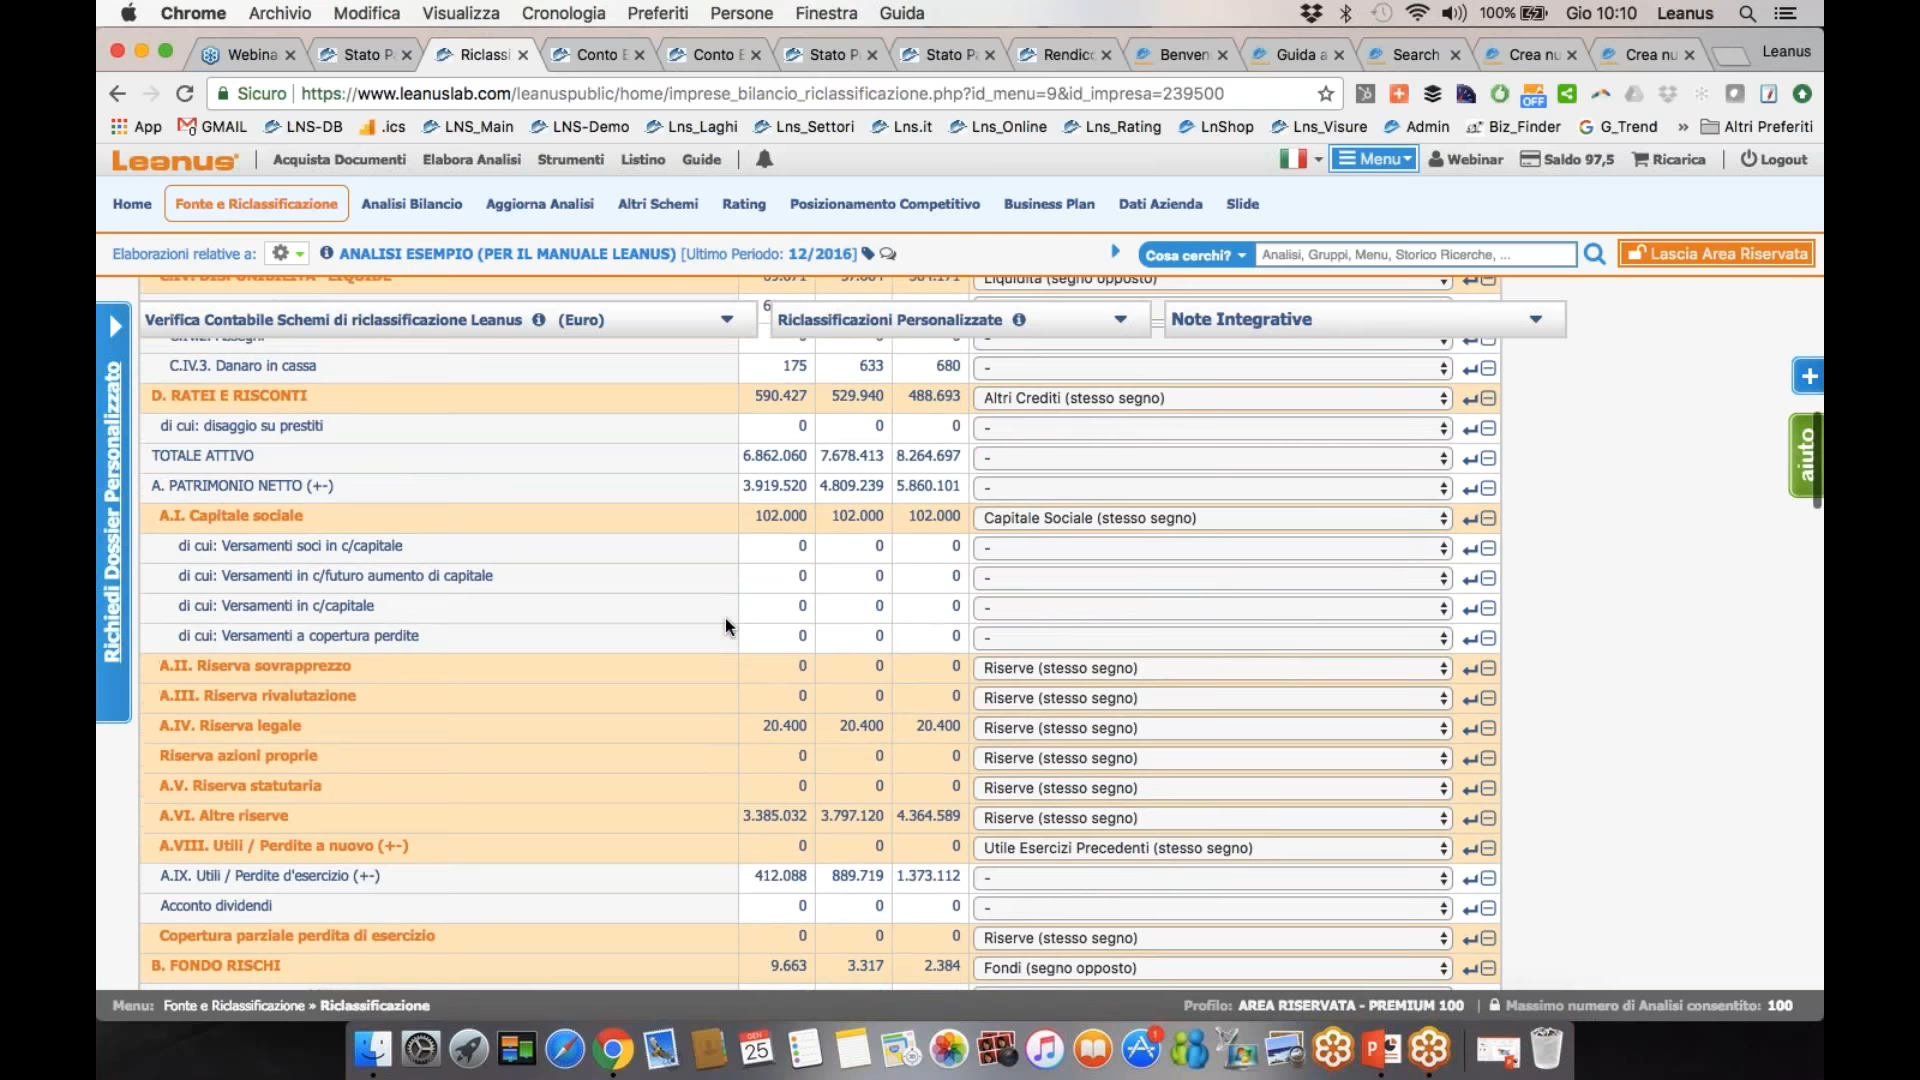 Chrome Archivio Modifica Visualizza Cronologia Preferiti Persone Finestra Guida 100% Gio 10:10 Leanus
Webina Stato P Riclassi Conto E Conto E Stato P Stato P Rendico Benven Guida a Search Crea nu Crea nu Leanus
Sicuro https://www.leanuslab.com/leanuspublic/home/imprese_bilancio_riclassificazione.php?id_menu=9&id_impresa=239500 OFF
App GMAIL LNS-DB .ics LNS_Main LNS-Demo Lns_Laghi Lns_Settori Lns.it Lns_Online Lns_Rating LnShop Lns_Visure Admin Biz_Finder G_Trend » Altri Preferiti
Leanus Acquista Documenti Elabora Analisi Strumenti Listino Guide Menu Webinar Saldo 97,5 Ricarica Logout
Home Fonte e Riclassificazione Analisi Bilancio Aggiorna Analisi Altri Schemi Rating Posizionamento Competitivo Business Plan Dati Azienda Slide
Elaborazioni relative a: ANALISI ESEMPIO (PER IL MANUALE LEANUS) [Ultimo Periodo: 12/2016] Cosa cerchi? Analisi, Gruppi, Menu, Storico Ricerche, ... Lascia Area Riservata
C.IV. DISPONIBILITA' LIQUIDE Liquidità (segno opposto)
Verifica Contabile Schemi di riclassificazione Leanus (Euro) 6 Riclassificazioni Personalizzate Note Integrative
C.IV.3. Danaro in cassa 175 633 680 -
D. RATEI E RISCONTI 590.427 529.940 488.693 Altri Crediti (stesso segno)
di cui: disaggio su prestiti 0 0 0 -
TOTALE ATTIVO 6.862.060 7.678.413 8.264.697 -
A. PATRIMONIO NETTO (+-) 3.919.520 4.809.239 5.860.101 -
A.I. Capitale sociale 102.000 102.000 102.000 Capitale Sociale (stesso segno)
di cui: Versamenti soci in c/capitale 0 0 0 -
di cui: Versamenti in c/futuro aumento di capitale 0 0 0 -
di cui: Versamenti in c/capitale 0 0 0 -
di cui: Versamenti a copertura perdite 0 0 0 -
A.II. Riserva sovrapprezzo 0 0 0 Riserve (stesso segno)
A.III. Riserva rivalutazione 0 0 0 Riserve (stesso segno)
A.IV. Riserva legale 20.400 20.400 20.400 Riserve (stesso segno)
Riserva azioni proprie 0 0 0 Riserve (stesso segno)
A.V. Riserva statutaria 0 0 0 Riserve (stesso segno)
A.VI. Altre riserve 3.385.032 3.797.120 4.364.589 Riserve (stesso segno)
A.VIII. Utili / Perdite a nuovo (+-) 0 0 0 Utile Esercizi Precedenti (stesso segno)
A.IX. Utili / Perdite d'esercizio (+-) 412.088 889.719 1.373.112 -
Acconto dividendi 0 0 0 -
Copertura parziale perdita di esercizio 0 0 0 Riserve (stesso segno)
B. FONDO RISCHI 9.663 3.317 2.384 Fondi (segno opposto)
Richiedi Dossier Personalizzato
aiuto
Menu: Fonte e Riclassificazione » Riclassificazione Profilo: AREA RISERVATA - PREMIUM 100 | Massimo numero di Analisi consentito: 100
GEN 25 1 P